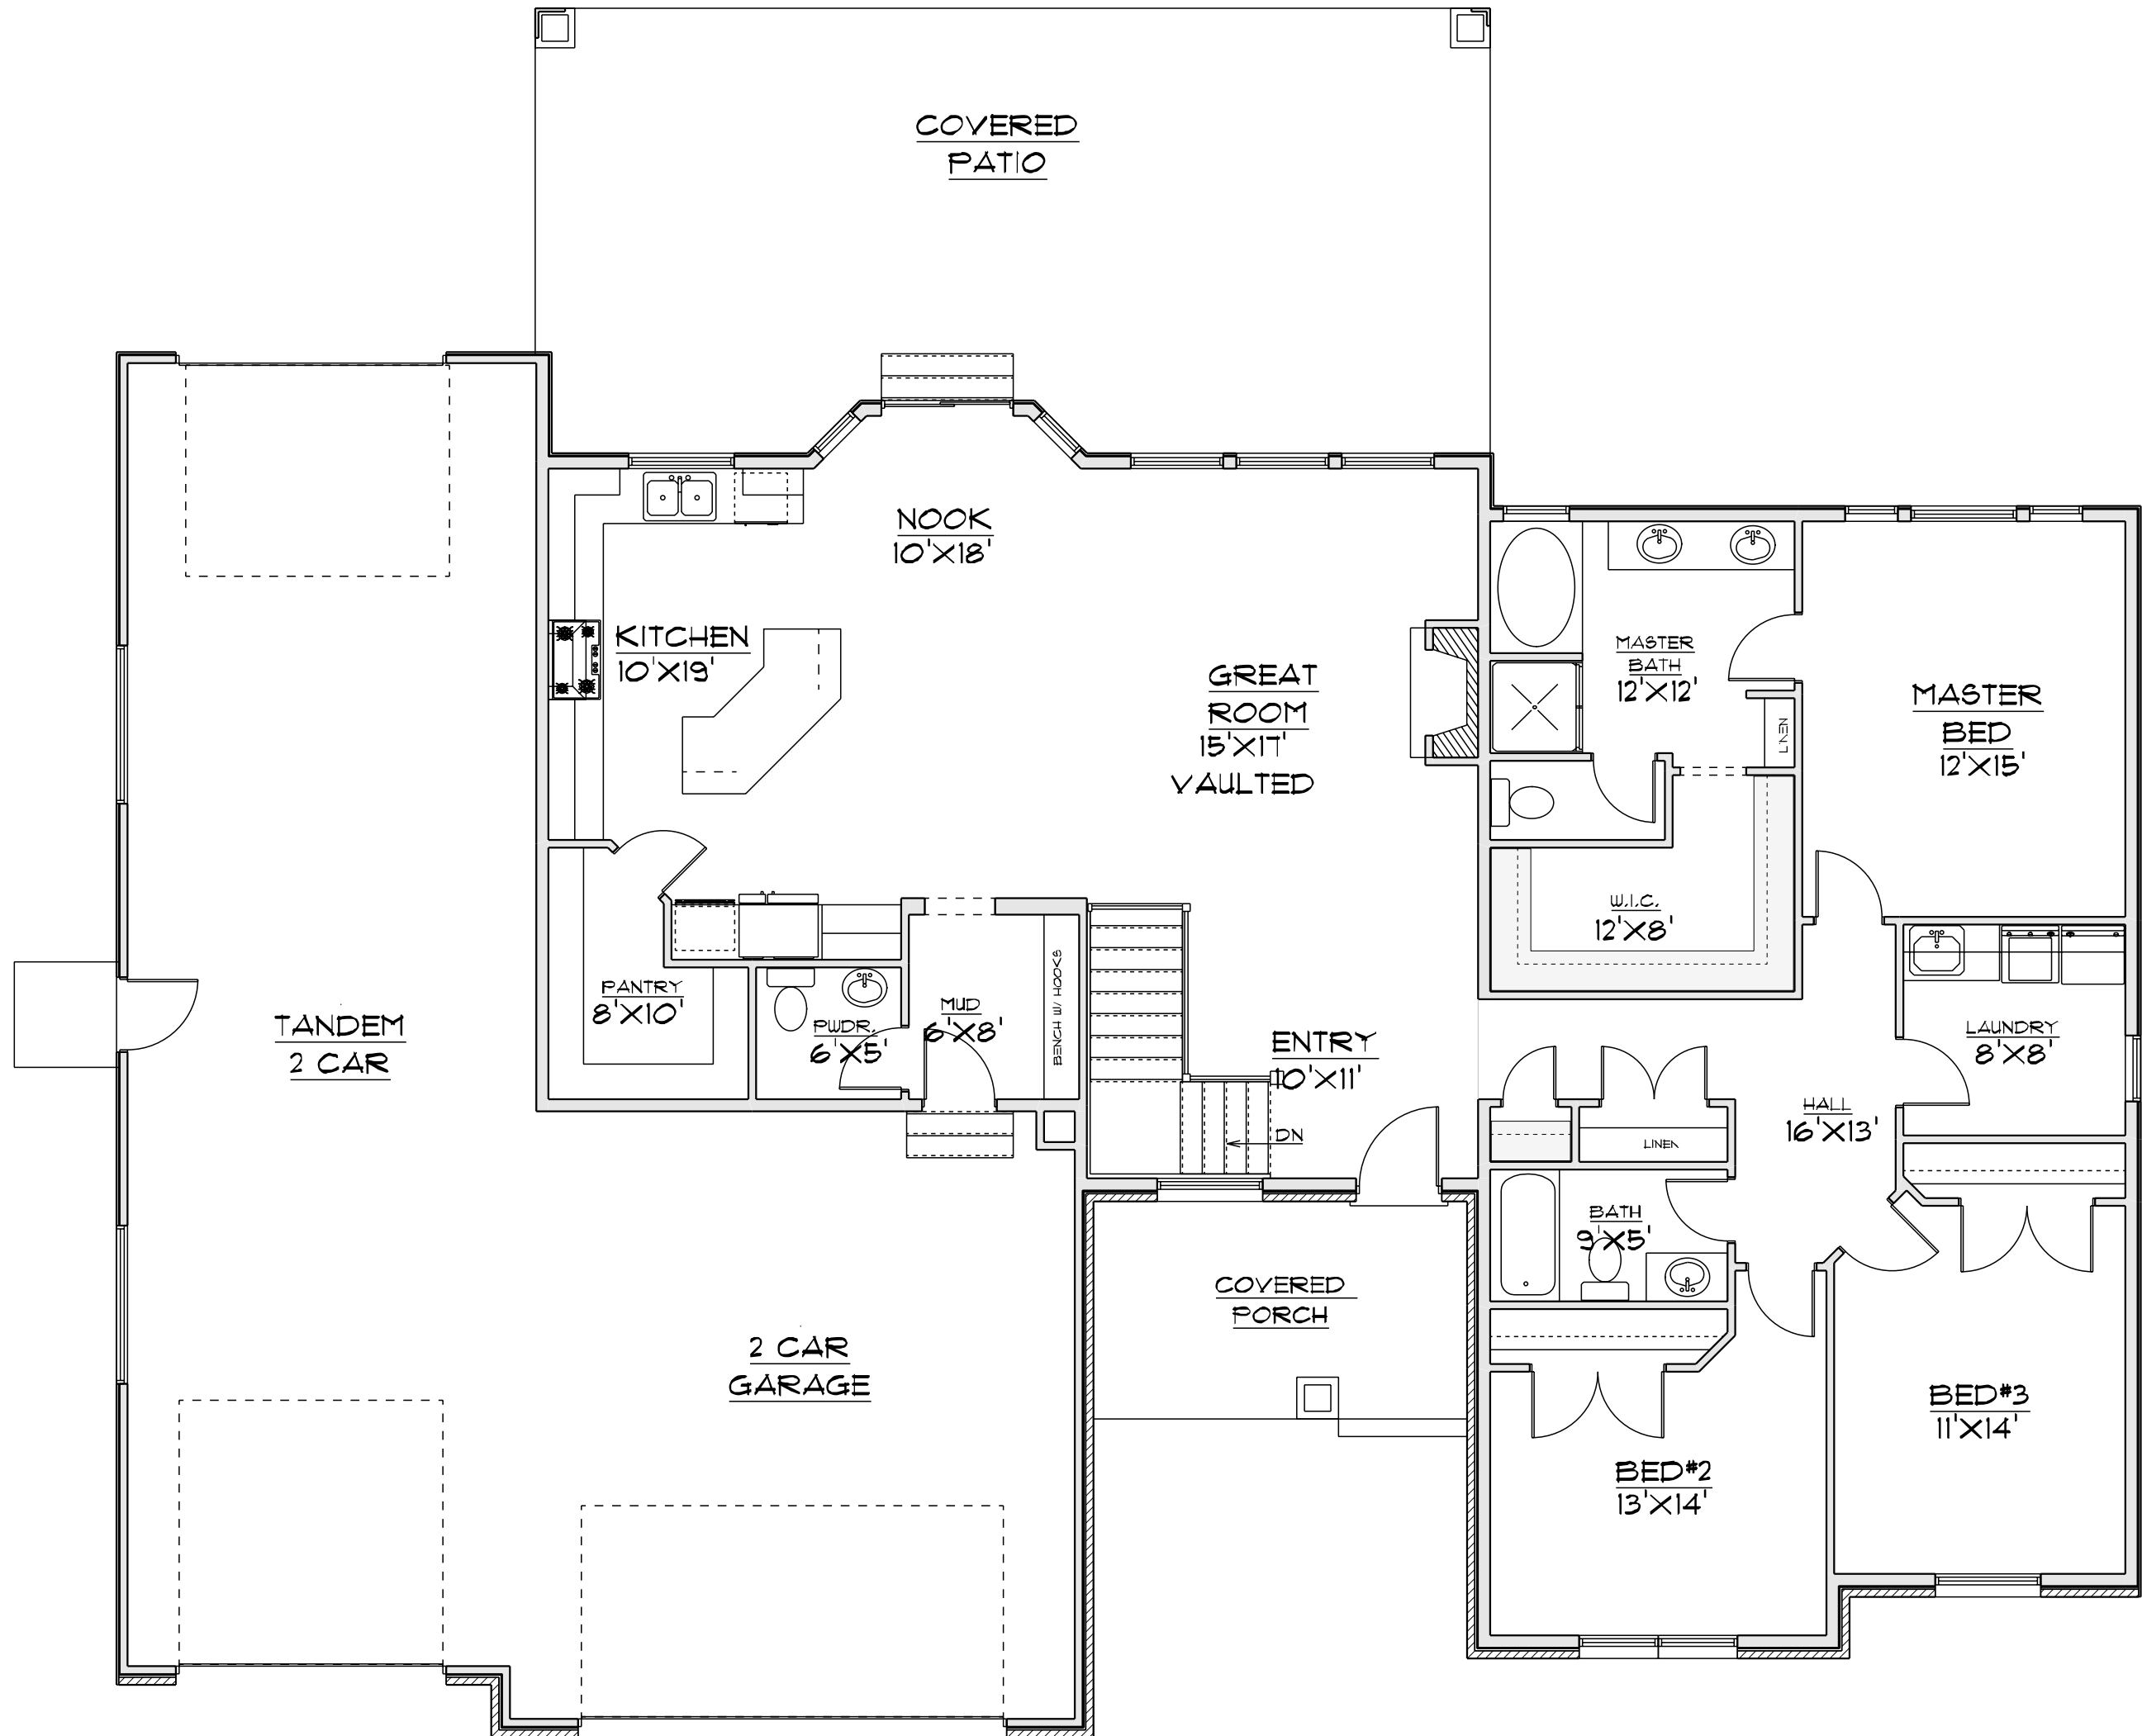 COVERED
PATIO
NOOK
10'X18'
KITCHEN
10'X19'
GREAT
ROOM
15'X17'
VAULTED
MASTER
BATH
12'X12'
LINEN
MASTER
BED
12'X15'
W.I.C.
12'X8'
PANTRY
8'X10'
PWDR.
6'X5'
MUD
6'X8'
BENCH W/ HOOKS
TANDEM
2 CAR
ENTRY
10'X11'
DN
LAUNDRY
8'X8'
HALL
16'X13'
LINEN
BATH
9'X5'
COVERED
PORCH
2 CAR
GARAGE
BED#3
11'X14'
BED#2
13'X14'